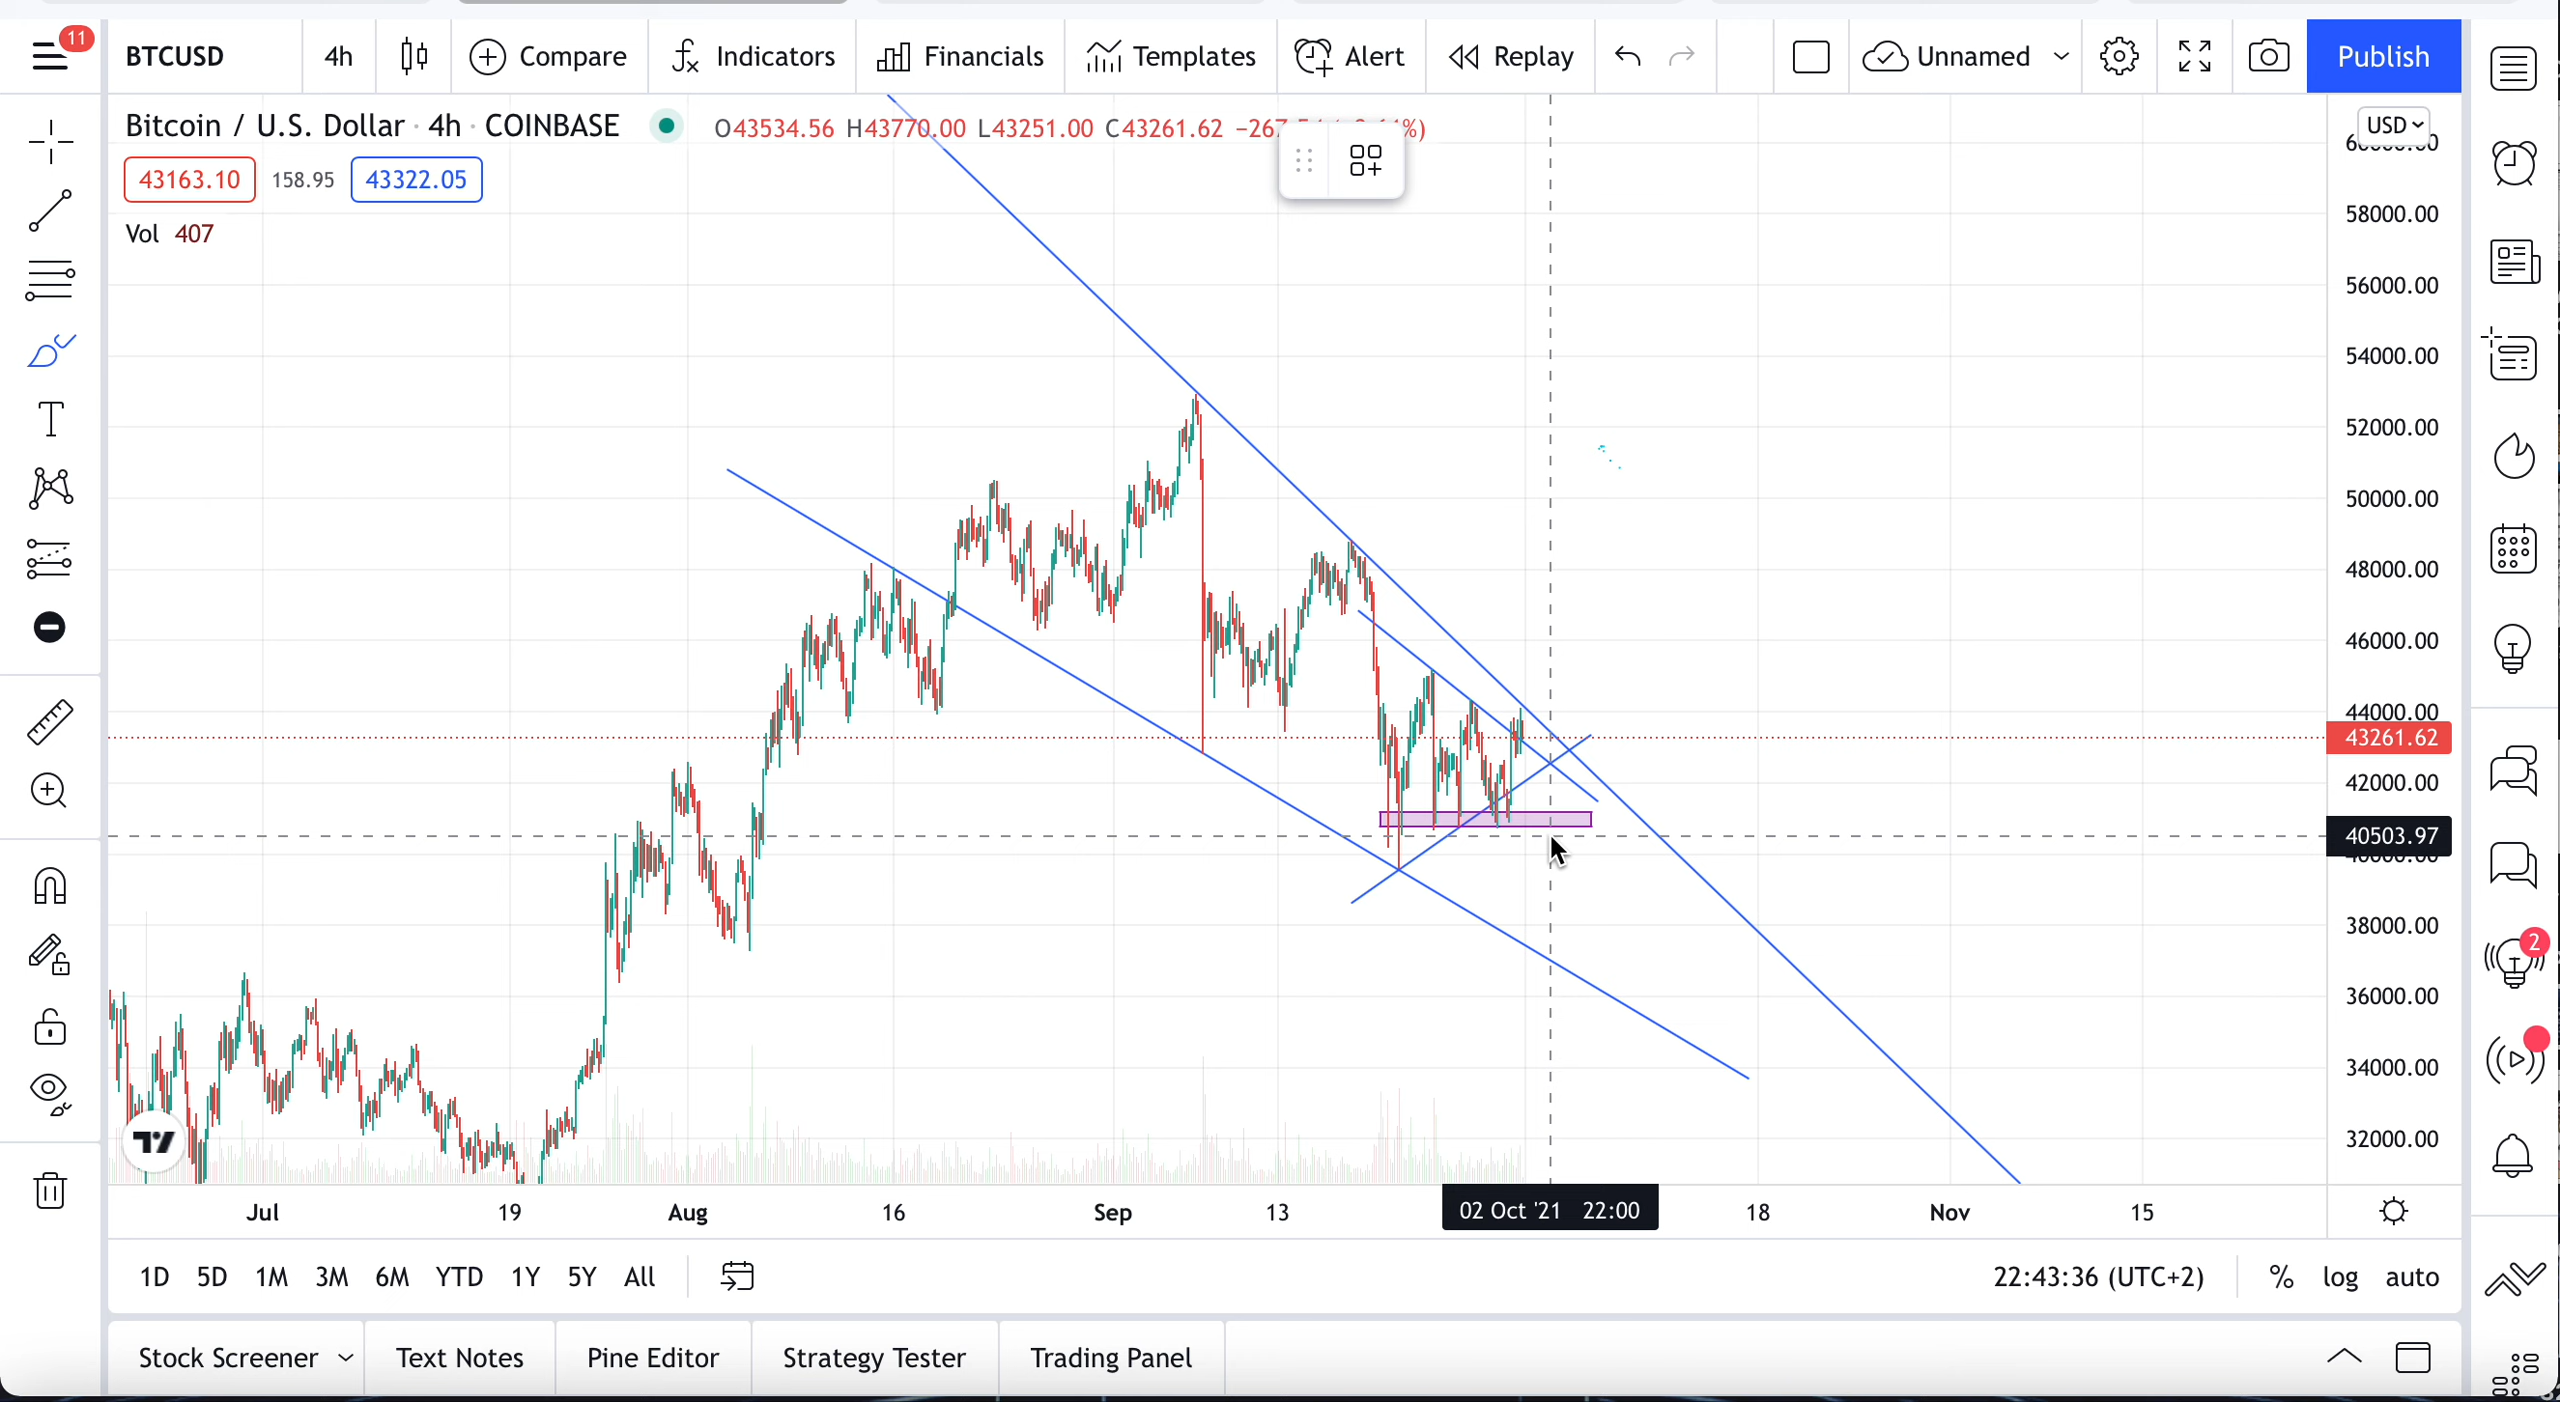 11
BTCUSD 4h Compare Indicators Financials Templates Alert Replay Unnamed Publish
Bitcoin / U.S. Dollar · 4h · COINBASE O43534.56 H43770.00 L43251.00 C43261.62 −267
43163.10 158.95 43322.05
Vol 407
USD
58000.00
56000.00
54000.00
52000.00
50000.00
48000.00
46000.00
44000.00
43261.62
42000.00
40503.97
38000.00
36000.00
34000.00
32000.00
2
Jul 19 Aug 16 Sep 13 02 Oct '21 22:00 18 Nov 15
1D 5D 1M 3M 6M YTD 1Y 5Y All 22:43:36 (UTC+2) % log auto
Stock Screener Text Notes Pine Editor Strategy Tester Trading Panel